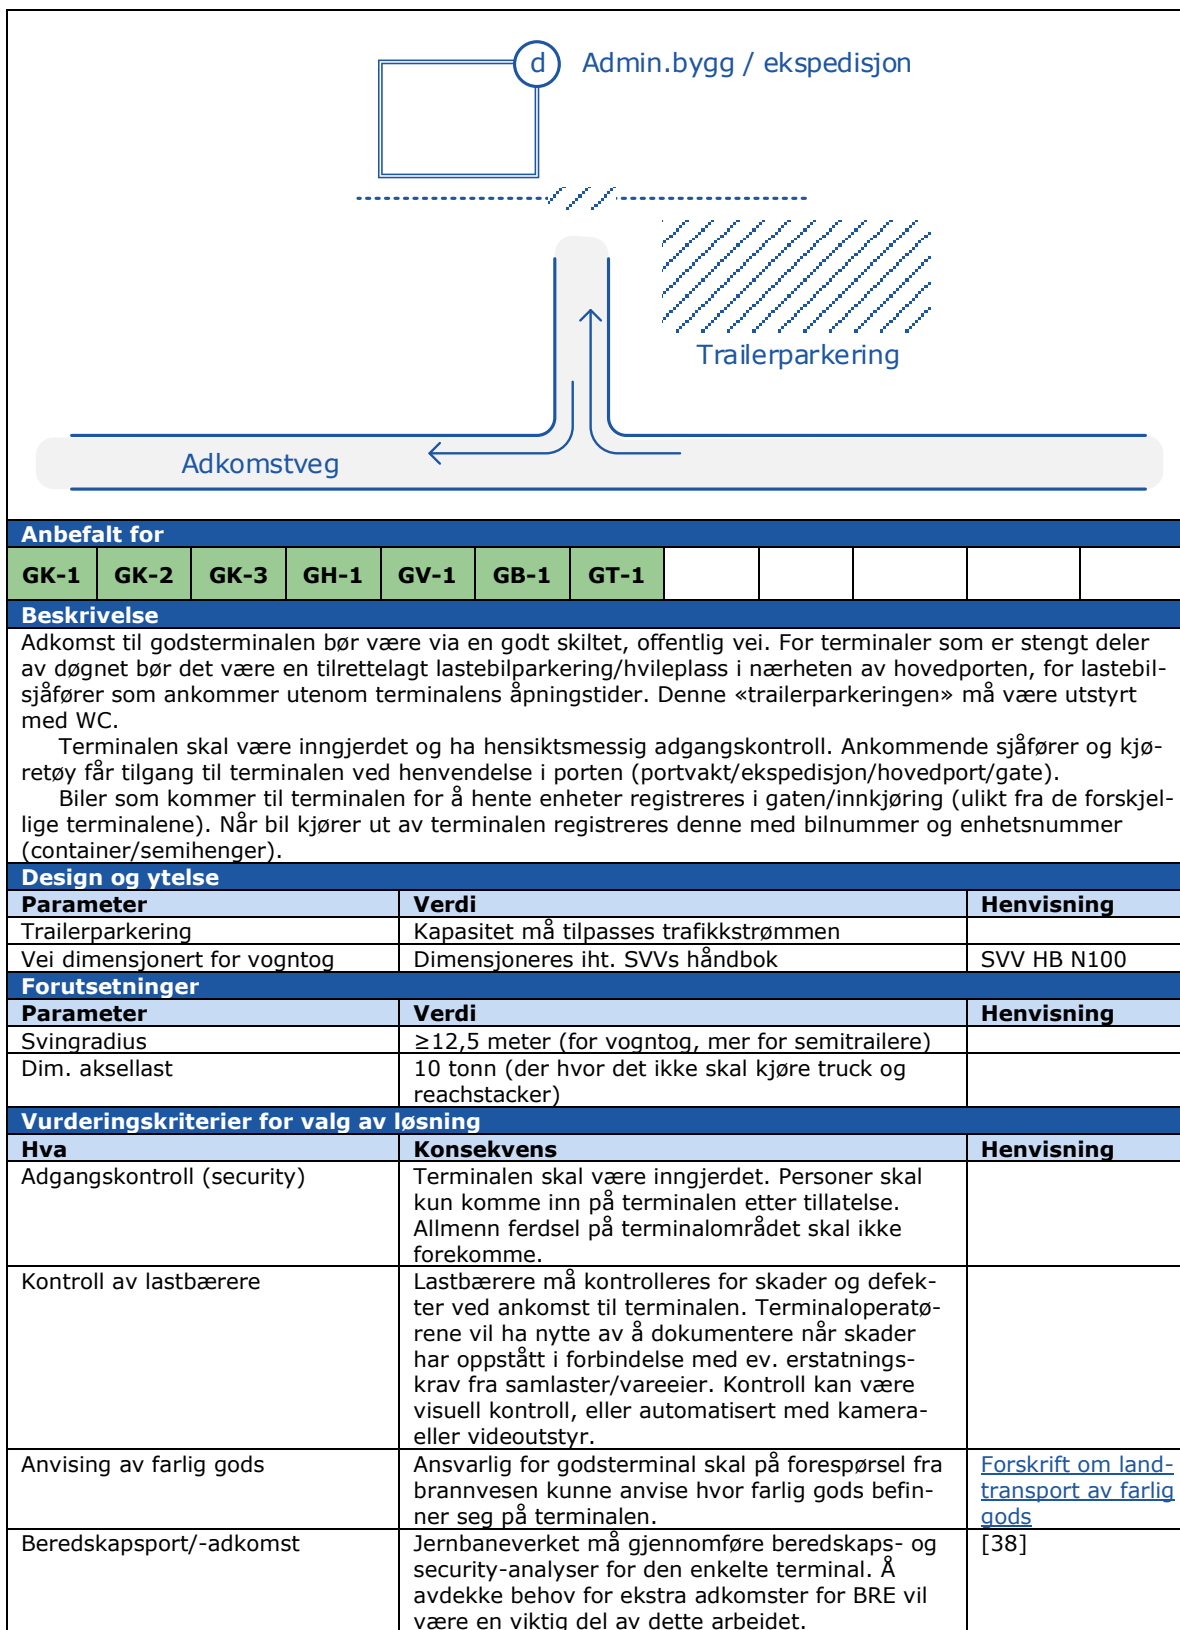 d Admin.bygg / ekspedisjon
Trailerparkering
Adkomstveg
Anbefalt for
GK-1 GK-2 GK-3 GH-1 GV-1 GB-1 GT-1
Beskrivelse
Adkomst til godsterminalen bør være via en godt skiltet, offentlig vei. For terminaler som er stengt deler
av døgnet bør det være en tilrettelagt lastebilparkering/hvileplass i nærheten av hovedporten, for lastebil-
sjåfører som ankommer utenom terminalens åpningstider. Denne «trailerparkeringen» må være utstyrt
med WC.
Terminalen skal være inngjerdet og ha hensiktsmessig adgangskontroll. Ankommende sjåfører og kjø-
retøy får tilgang til terminalen ved henvendelse i porten (portvakt/ekspedisjon/hovedport/gate).
Biler som kommer til terminalen for å hente enheter registreres i gaten/innkjøring (ulikt fra de forskjel-
lige terminalene). Når bil kjører ut av terminalen registreres denne med bilnummer og enhetsnummer
(container/semihenger).
Design og ytelse
Parameter Verdi Henvisning
Trailerparkering Kapasitet må tilpasses trafikkstrømmen
Vei dimensjonert for vogntog Dimensjoneres iht. SVVs håndbok SVV HB N100
Forutsetninger
Parameter Verdi Henvisning
Svingradius ≥12,5 meter (for vogntog, mer for semitrailere)
Dim. aksellast 10 tonn (der hvor det ikke skal kjøre truck og
reachstacker)
Vurderingskriterier for valg av løsning
Hva Konsekvens Henvisning
Adgangskontroll (security) Terminalen skal være inngjerdet. Personer skal
kun komme inn på terminalen etter tillatelse.
Allmenn ferdsel på terminalområdet skal ikke
forekomme.
Kontroll av lastbærere Lastbærere må kontrolleres for skader og defek-
ter ved ankomst til terminalen. Terminaloperatø-
rene vil ha nytte av å dokumentere når skader
har oppstått i forbindelse med ev. erstatnings-
krav fra samlaster/vareeier. Kontroll kan være
visuell kontroll, eller automatisert med kamera-
eller videoutstyr.
Anvising av farlig gods Ansvarlig for godsterminal skal på forespørsel fra Forskrift om land-
brannvesen kunne anvise hvor farlig gods befin- transport av farlig
ner seg på terminalen. gods
Beredskapsport/-adkomst Jernbaneverket må gjennomføre beredskaps- og [38]
security-analyser for den enkelte terminal. Å
avdekke behov for ekstra adkomster for BRE vil
være en viktig del av dette arbeidet.